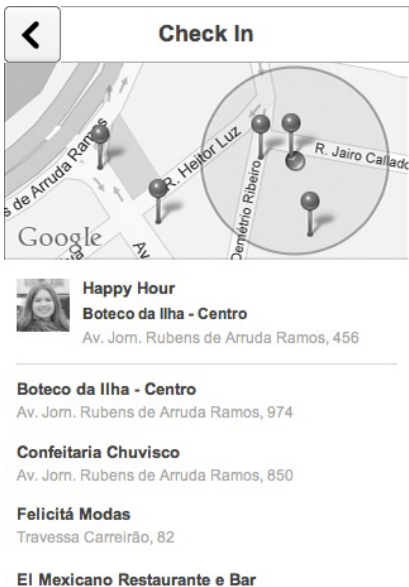 Check In
s de Arruda Ramos
R. Heitor Luz
R. Jairo Callado
Demétrio Ribeiro
Google
Av
Happy Hour
Boteco da Ilha - Centro
Av. Jorn. Rubens de Arruda Ramos, 456
Boteco da Ilha - Centro
Av. Jorn. Rubens de Arruda Ramos, 974
Confeitaria Chuvisco
Av. Jorn. Rubens de Arruda Ramos, 850
Felicitá Modas
Travessa Carreirão, 82
El Mexicano Restaurante e Bar